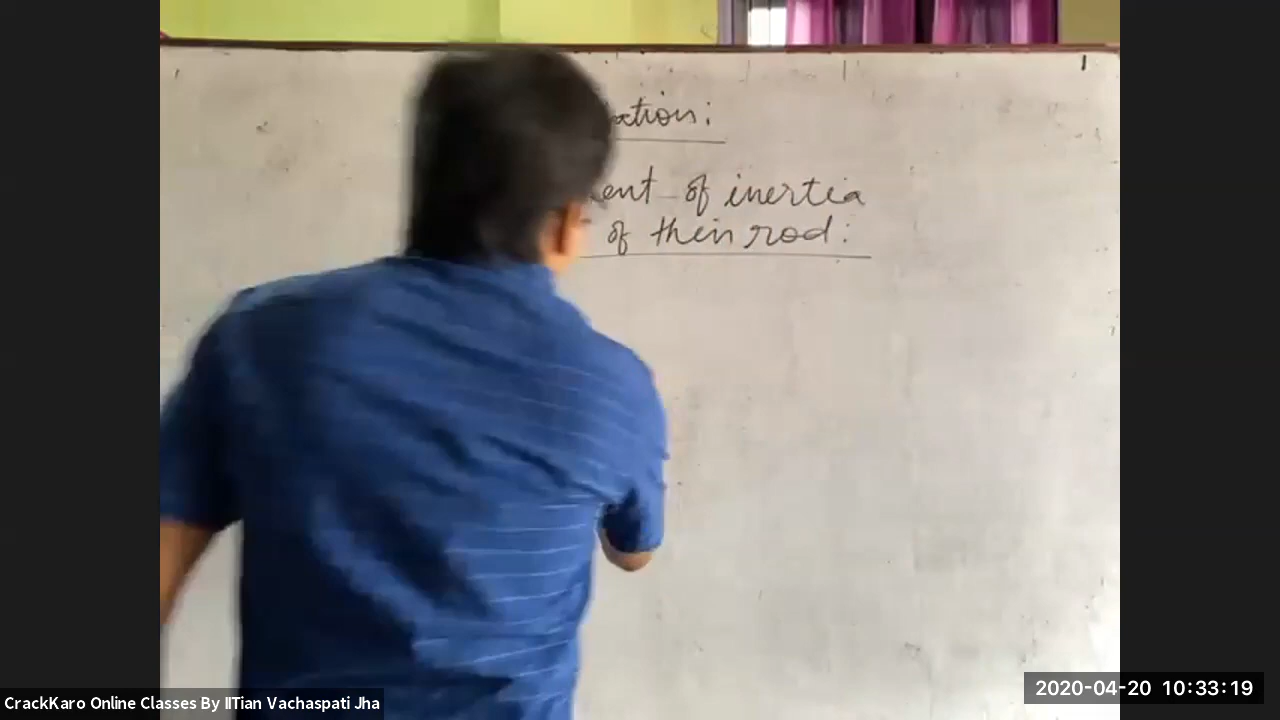 ation:
ent of inertia
of thin rod:
CrackKaro Online Classes By IITian Vachaspati Jha
2020-04-20 10:33:19